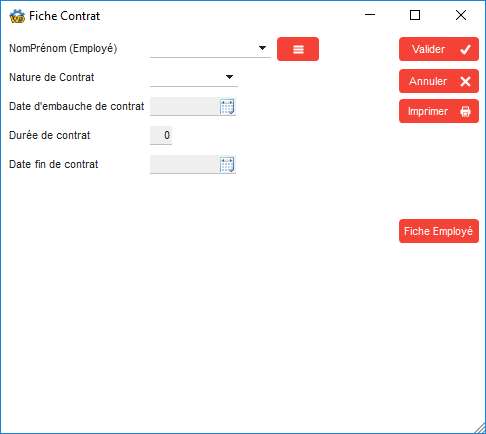 Fiche Contrat
NomPrénom (Employé)
Valider
Nature de Contrat
Annuler
Date d'embauche de contrat
Imprimer
Durée de contrat
0
Date fin de contrat
Fiche Employé